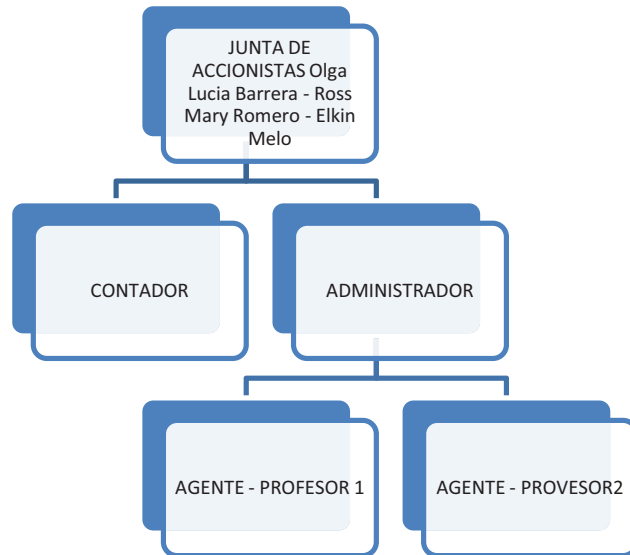 JUNTA DE
ACCIONISTAS Olga
Lucia Barrera - Ross
Mary Romero - Elkin
Melo
CONTADOR
ADMINISTRADOR
AGENTE - PROFESOR 1
AGENTE - PROVESOR2